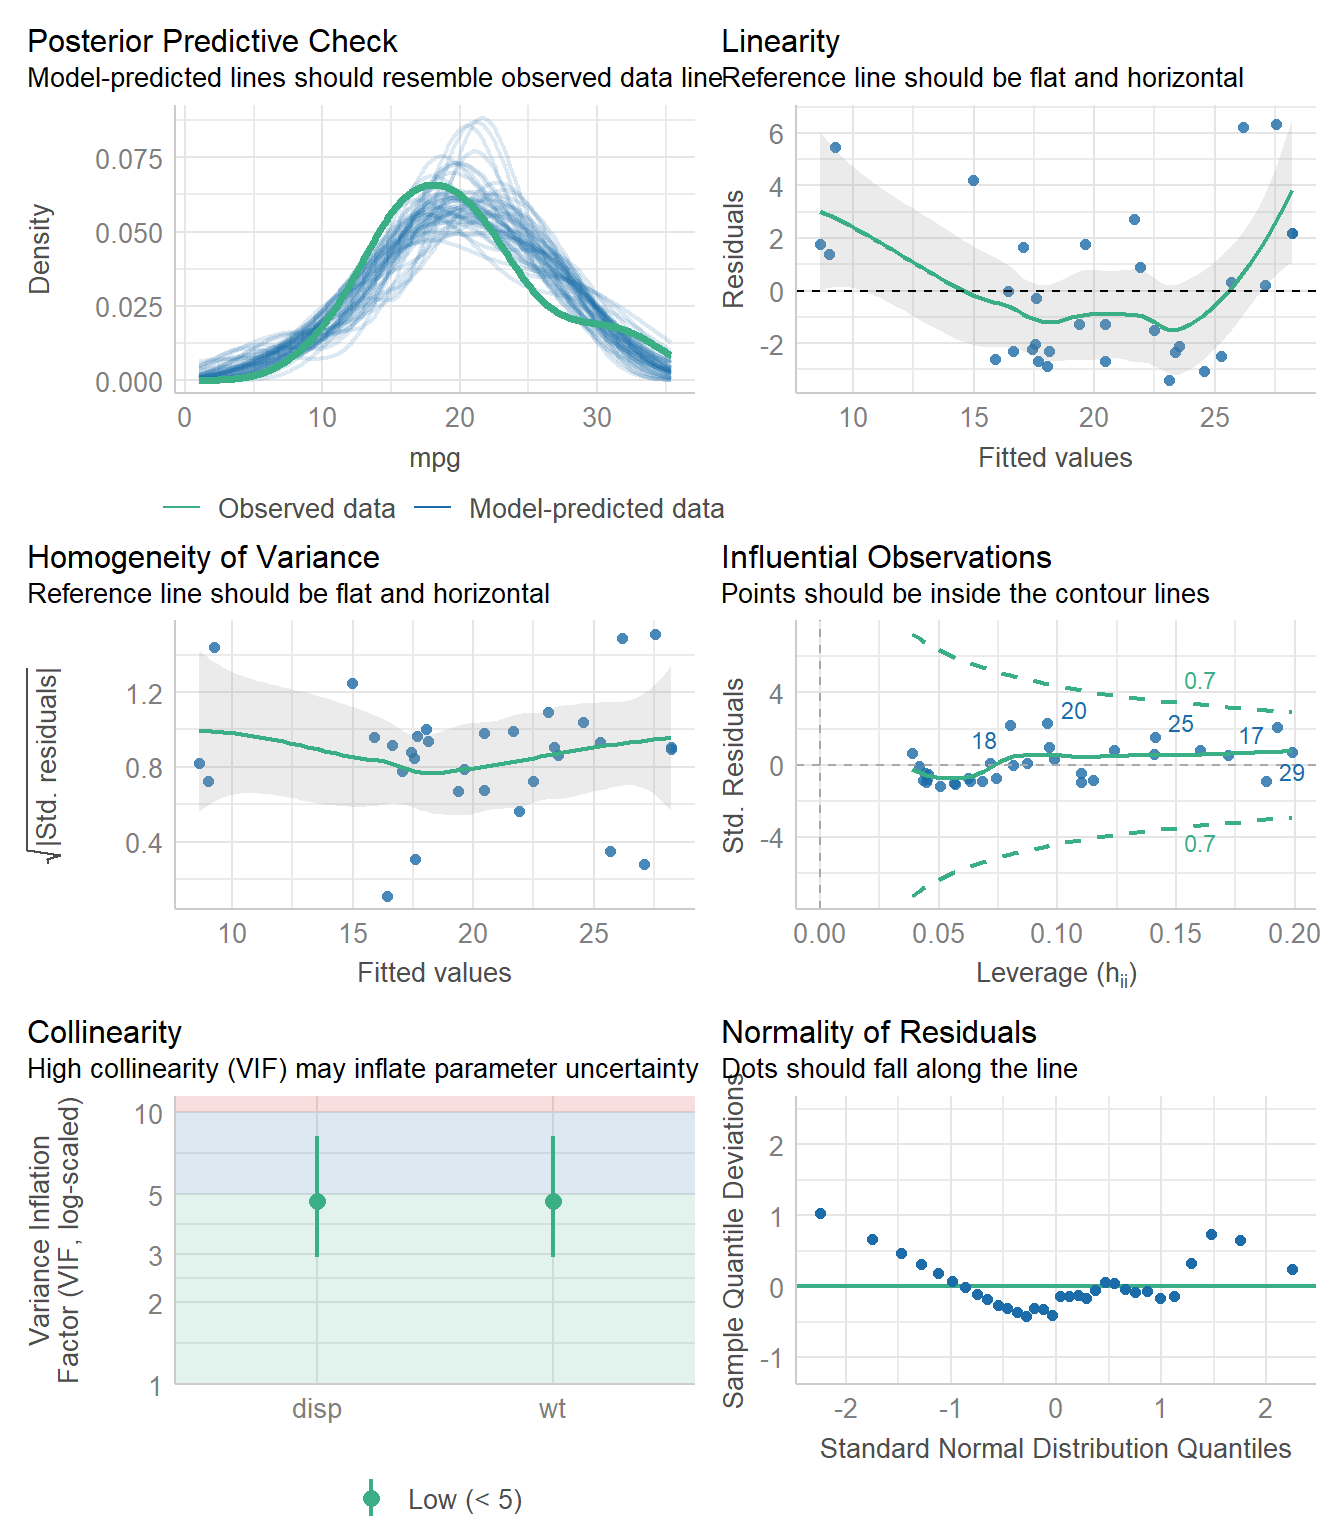 Posterior Predictive Check
Model-predicted lines should resemble observed data line
Density
0.075
0.050
0.025
0.000
0
10
20
30
mpg
Observed data
Model-predicted data
Linearity
Reference line should be flat and horizontal
Residuals
6
4
2
0
-2
10
15
20
25
Fitted values
Homogeneity of Variance
Reference line should be flat and horizontal
√|Std. residuals|
1.2
0.8
0.4
10
15
20
25
Fitted values
Influential Observations
Points should be inside the contour lines
Std. Residuals
4
0
-4
0.7
20
25
18
17
29
0.7
0.00
0.05
0.10
0.15
0.20
Leverage (hii)
Collinearity
High collinearity (VIF) may inflate parameter uncertainty
Variance Inflation
Factor (VIF, log-scaled)
10
5
3
2
1
disp
wt
Low (< 5)
Normality of Residuals
Dots should fall along the line
Sample Quantile Deviations
2
1
0
-1
-2
-1
0
1
2
Standard Normal Distribution Quantiles